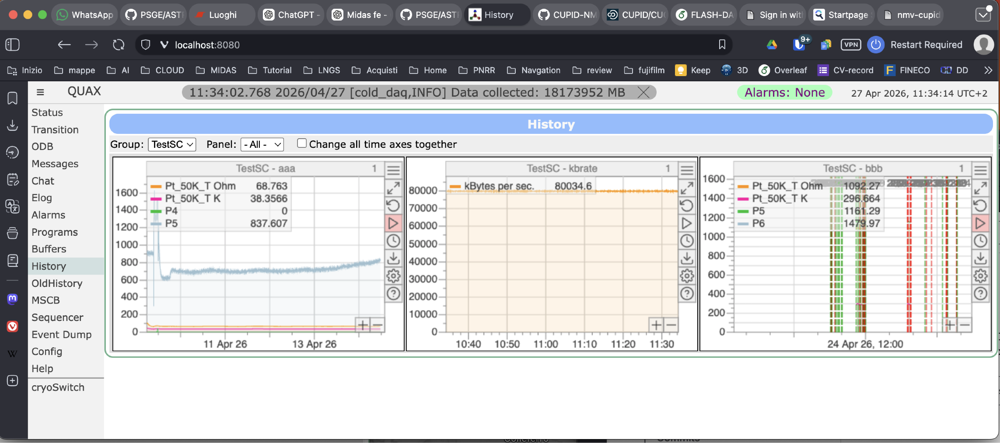 WhatsApp
PSGE/AST
Luoghi
ChatGPT -
Midas fe -
PSGE/AST
History
CUPID-NM
CUPID/CU
FLASH-DA
Sign in wit
Startpage
nmv-cupid
localhost:8080
9+
VPN
Restart Required
Inizio
mappe
AI
CLOUD
MIDAS
Tutorial
LNGS
Acquisti
Home
PNRR
Navgation
review
fujifilm
Keep
3D
Overleaf
CV-record
FINECO
DD
QUAX
11:34:02.768 2026/04/27 [cold_daq,INFO] Data collected: 18173952 MB
Alarms: None
27 Apr 2026, 11:34:14 UTC+2
Status
Transition
ODB
Messages
Chat
Elog
Alarms
Programs
Buffers
History
OldHistory
MSCB
Sequencer
Event Dump
Config
Help
cryoSwitch
History
Group: TestSC Panel: - All - Change all time axes together
TestSC - aaa 1
Pt_50K_T Ohm 68.763
Pt_50K_T K 38.3566
P4 0
P5 837.607
1600
1400
1200
1000
800
600
400
200
0
11 Apr 26 13 Apr 26
TestSC - kbrate 1
kBytes per sec. 80034.6
80000
70000
60000
50000
40000
30000
20000
10000
0
10:40 10:50 11:00 11:10 11:20 11:30
TestSC - bbb 1
Pt_50K_T Ohm 1092.27
Pt_50K_T K 296.664
P5 1161.29
P6 1479.97
1600
1400
1200
1000
800
600
400
200
0
24 Apr 26, 12:00